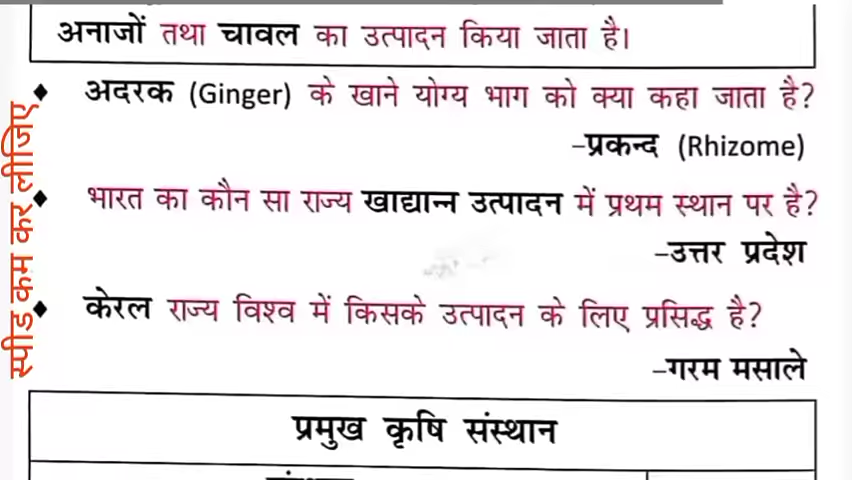 अनाजों तथा चावल का उत्पादन किया जाता है।
♦ अदरक (Ginger) के खाने योग्य भाग को क्या कहा जाता है?
–प्रकन्द (Rhizome)
♦ भारत का कौन सा राज्य खाद्यान्न उत्पादन में प्रथम स्थान पर है?
–उत्तर प्रदेश
♦ केरल राज्य विश्व में किसके उत्पादन के लिए प्रसिद्ध है?
–गरम मसाले
प्रमुख कृषि संस्थान
स्पीड कम कर लीजिए